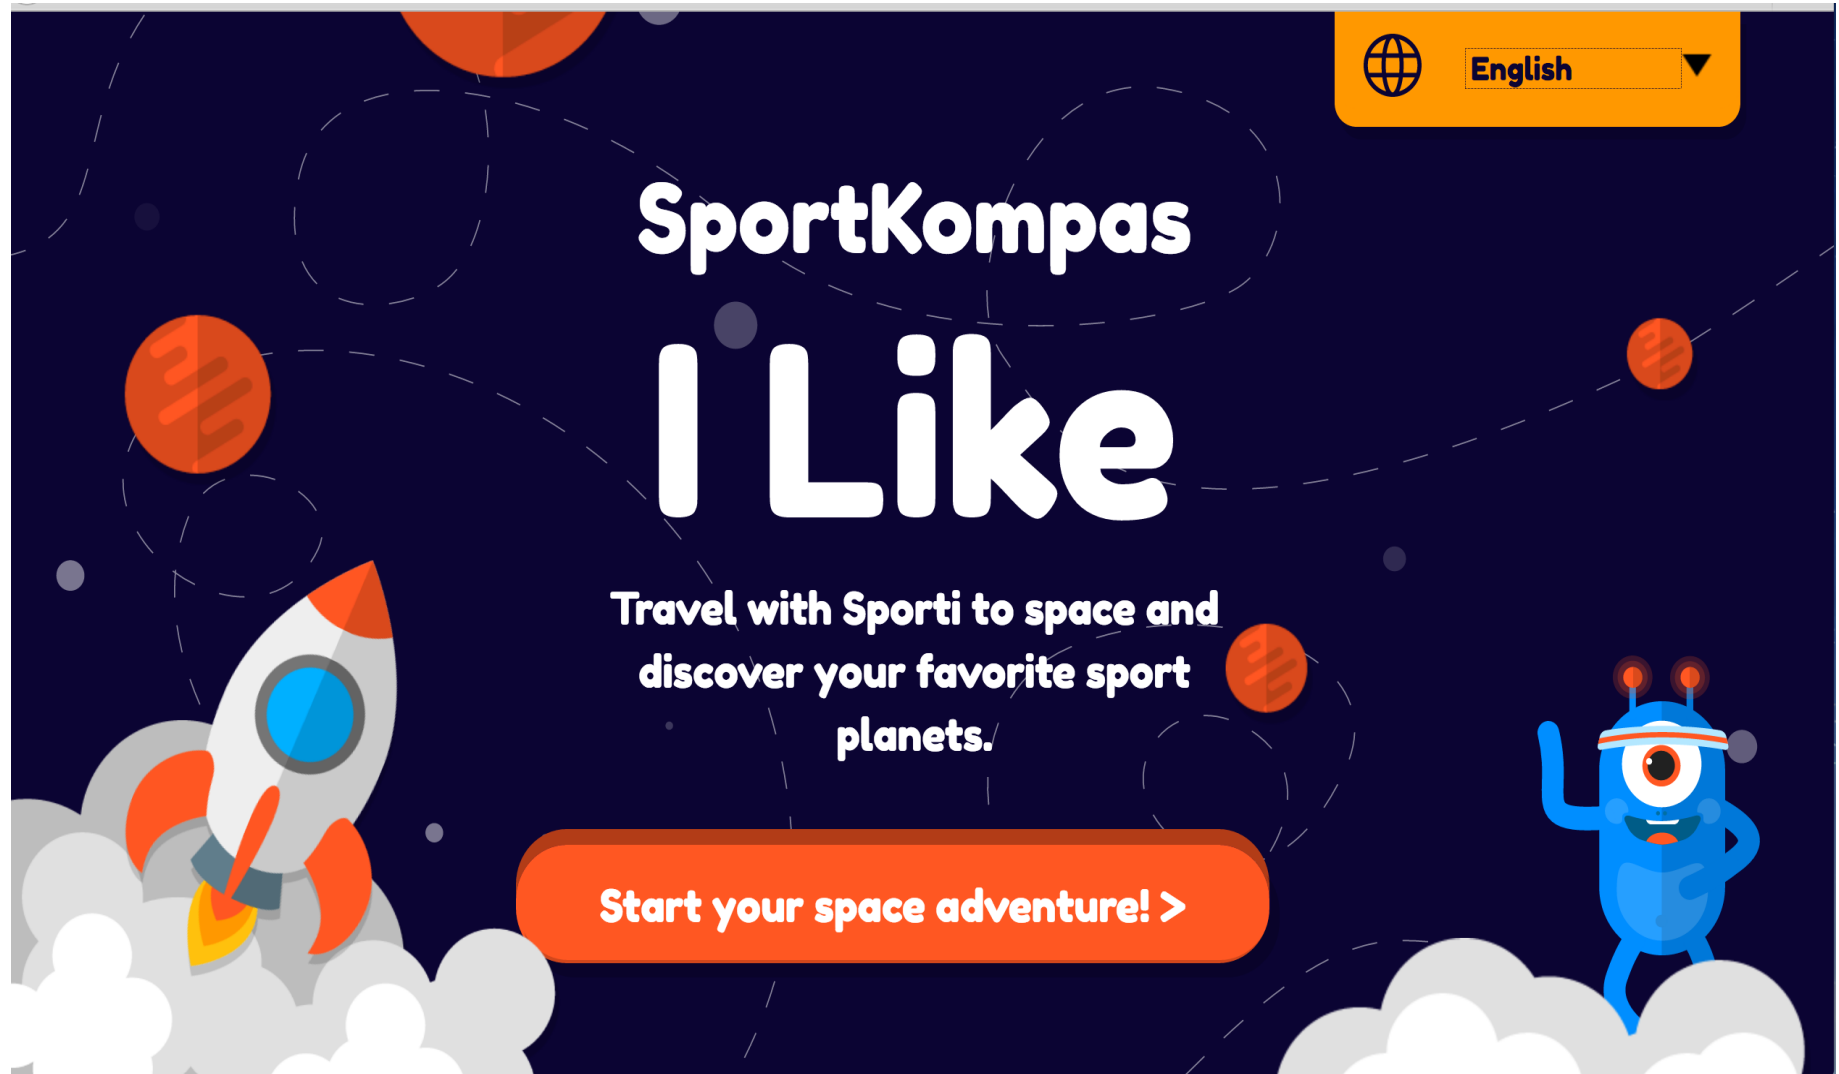 English
SportKompas
I Like
Travel with Sporti to space and
discover your favorite sport
planets.
Start your space adventure! >